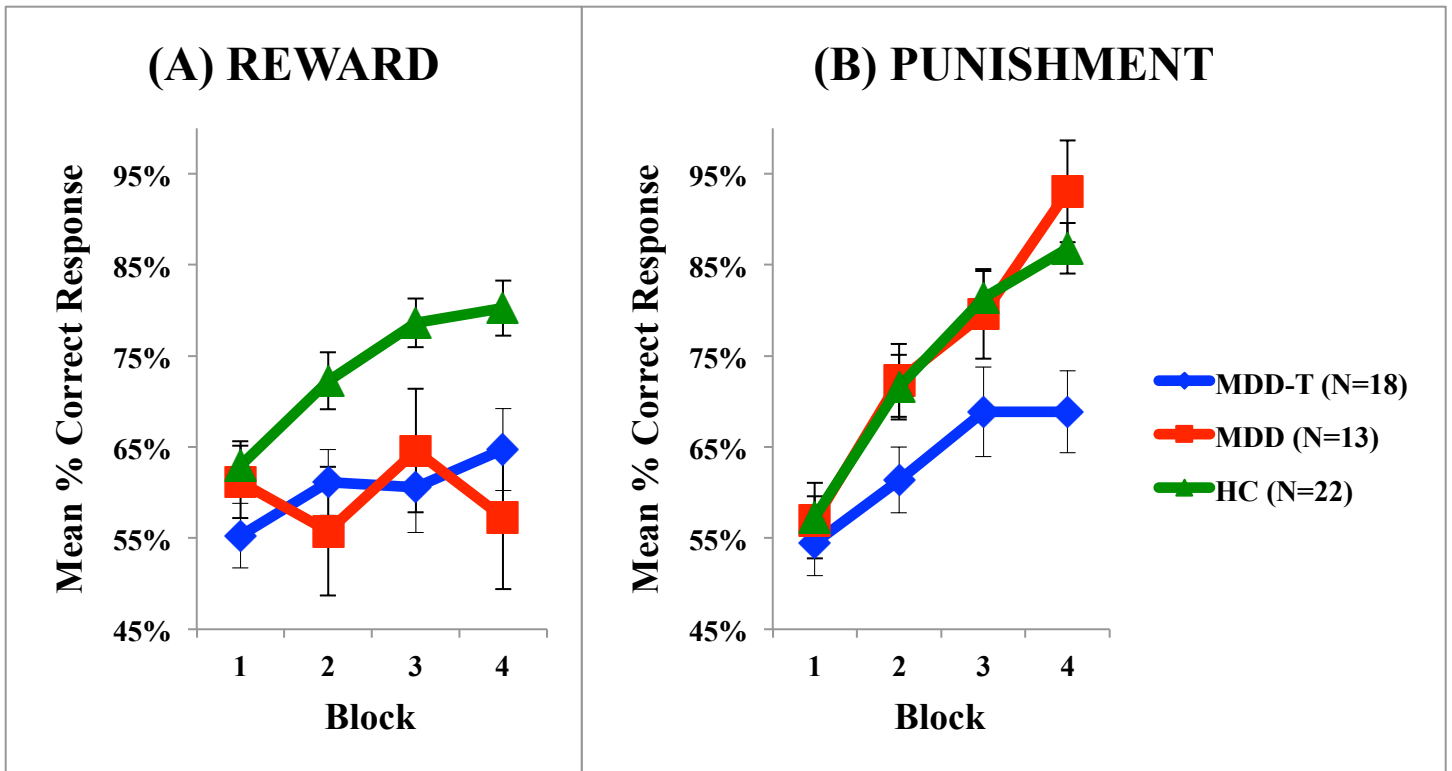 (A) REWARD
Mean % Correct Response
95%
85%
75%
65%
55%
45%
1 2 3 4
Block
(B) PUNISHMENT
Mean % Correct Response
95%
85%
75%
65%
55%
45%
1 2 3 4
Block
MDD-T (N=18)
MDD (N=13)
HC (N=22)